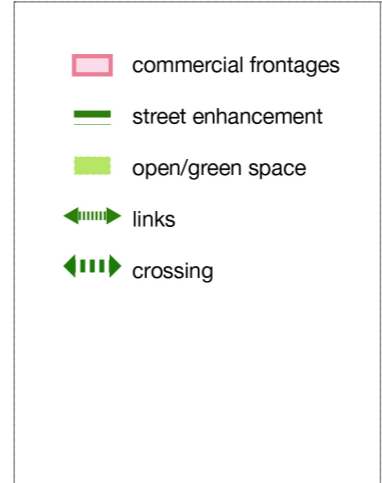 commercial frontages
street enhancement
open/green space
links
crossing